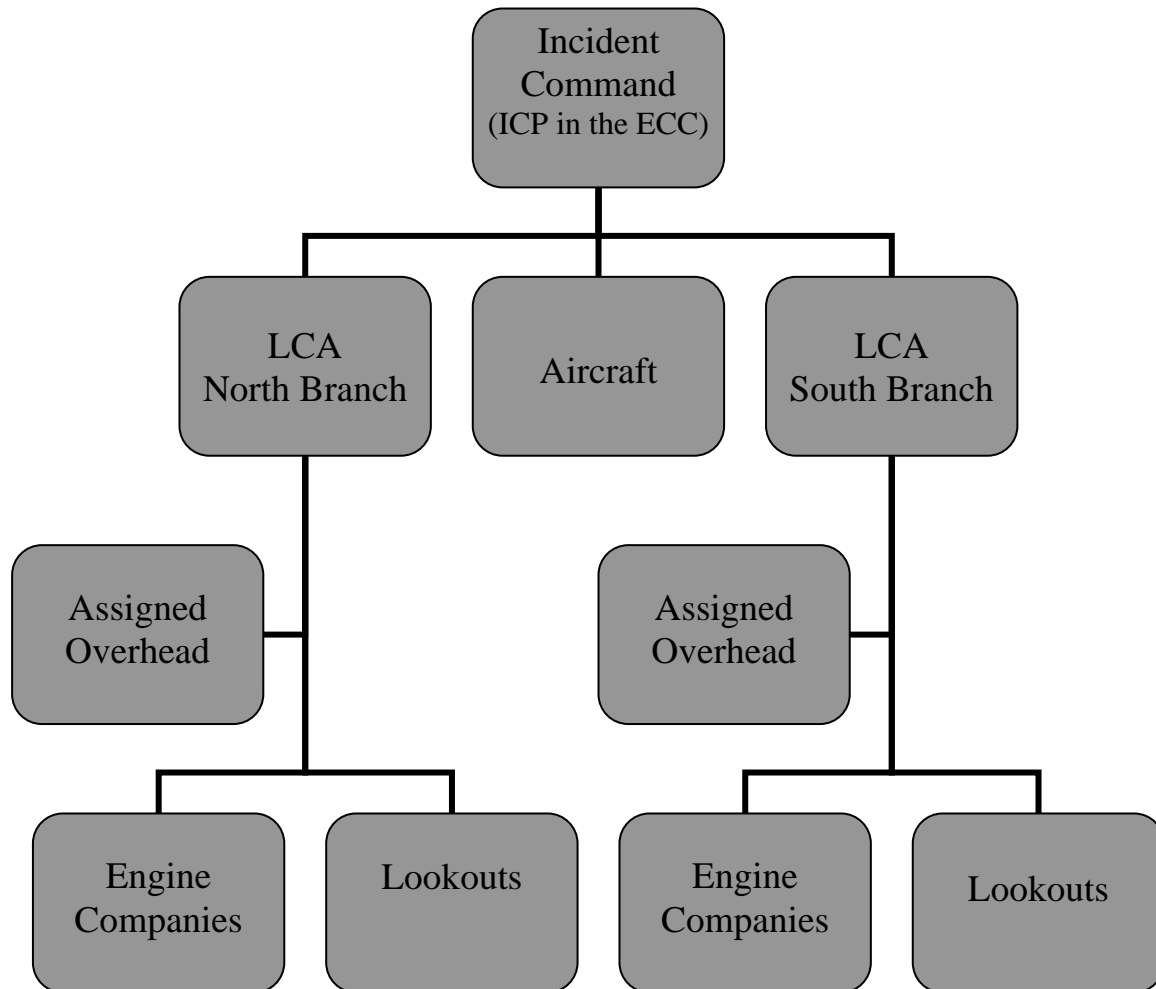 Incident
Command
(ICP in the ECC)
LCA
North Branch
Aircraft
LCA
South Branch
Assigned
Overhead
Assigned
Overhead
Engine
Companies
Lookouts
Engine
Companies
Lookouts